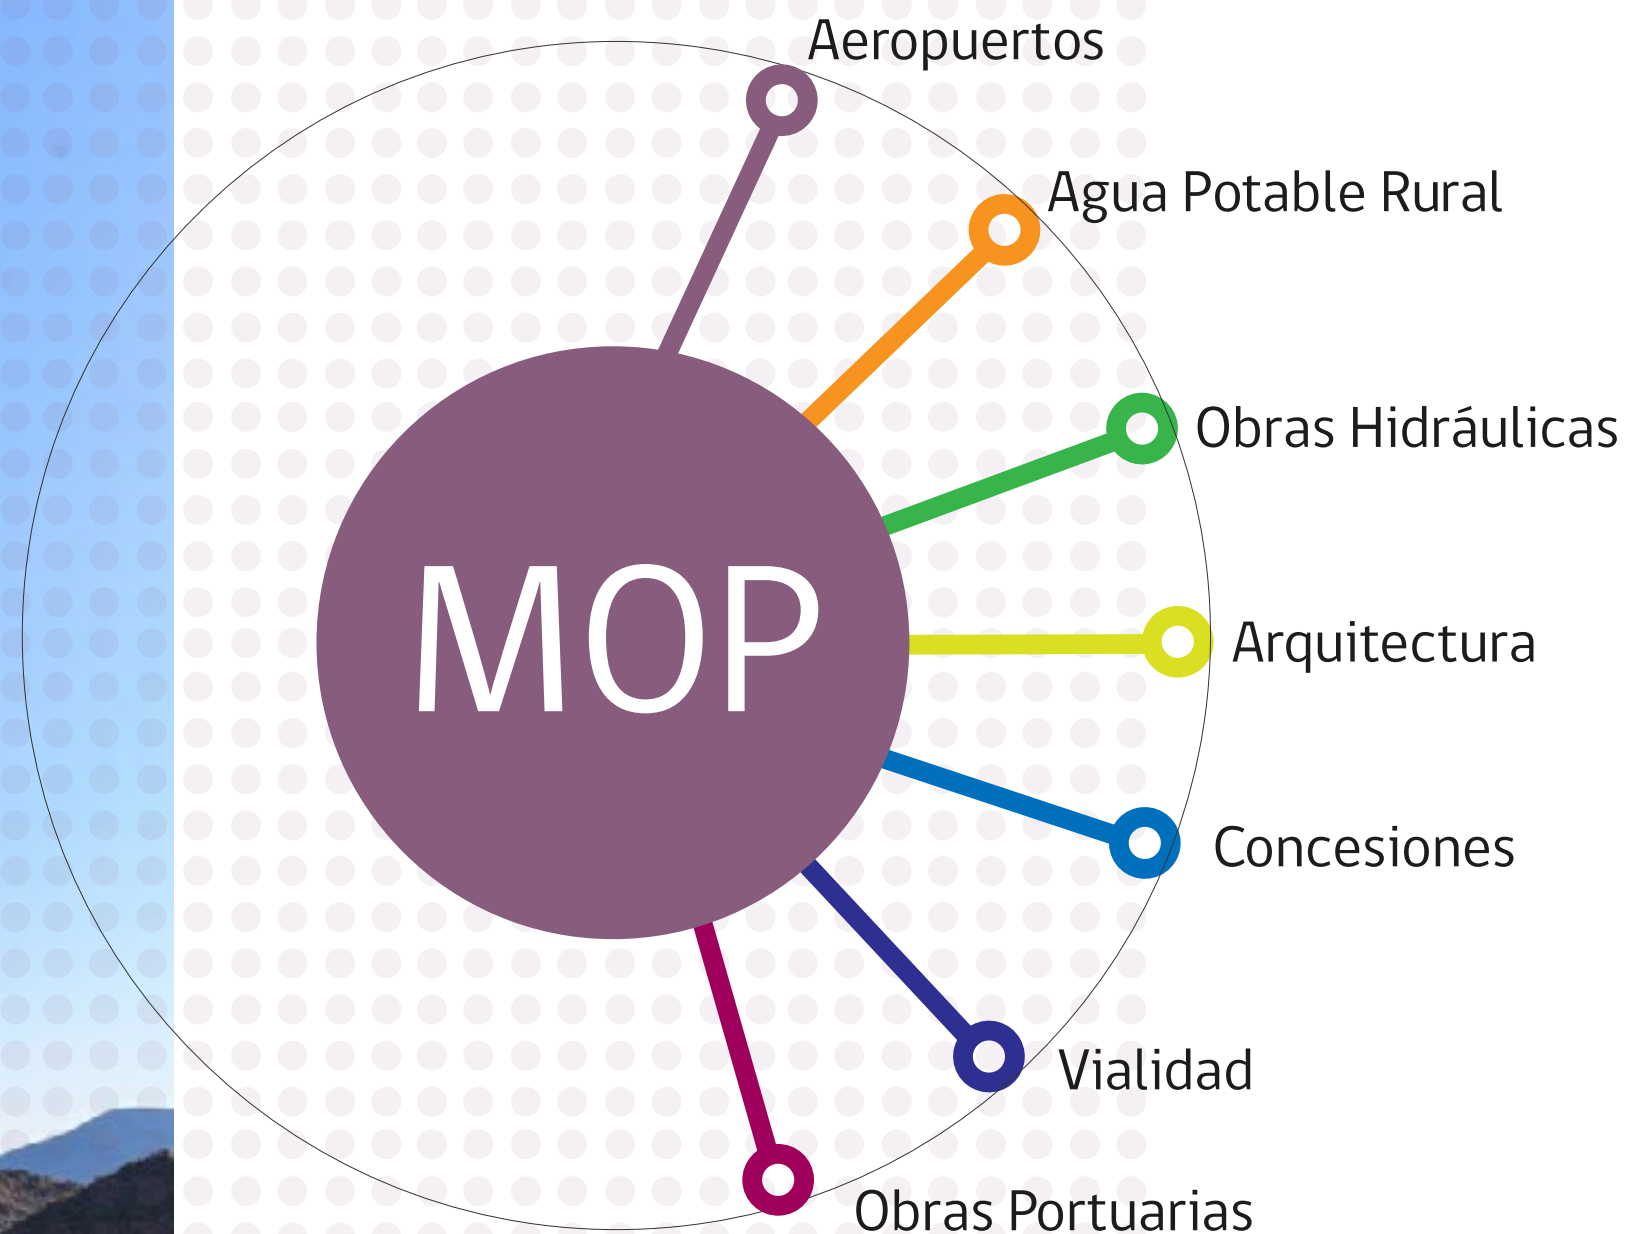 Aeropuertos
Agua Potable Rural
Obras Hidráulicas
MOP
Arquitectura
Concesiones
Vialidad
Obras Portuarias